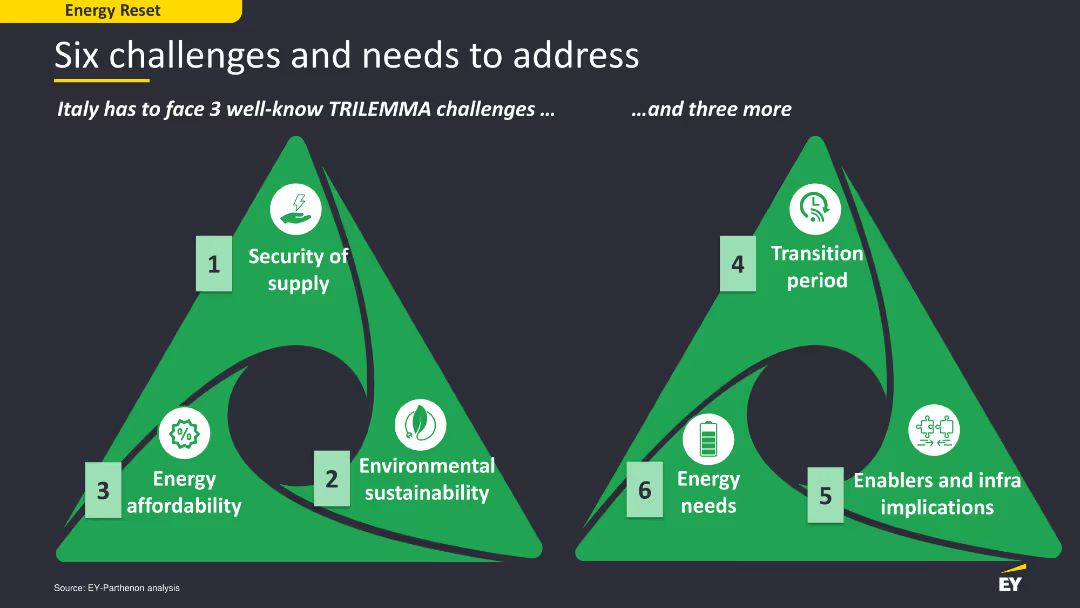 Energy Reset
Six challenges and needs to address
Italy has to face 3 well-know TRILEMMA challenges …
…and three more
1
Security of
supply
3
Energy
affordability
2
Environmental
sustainability
4
Transition
period
6
Energy
needs
5
Enablers and infra
implications
Source: EY-Parthenon analysis
EY